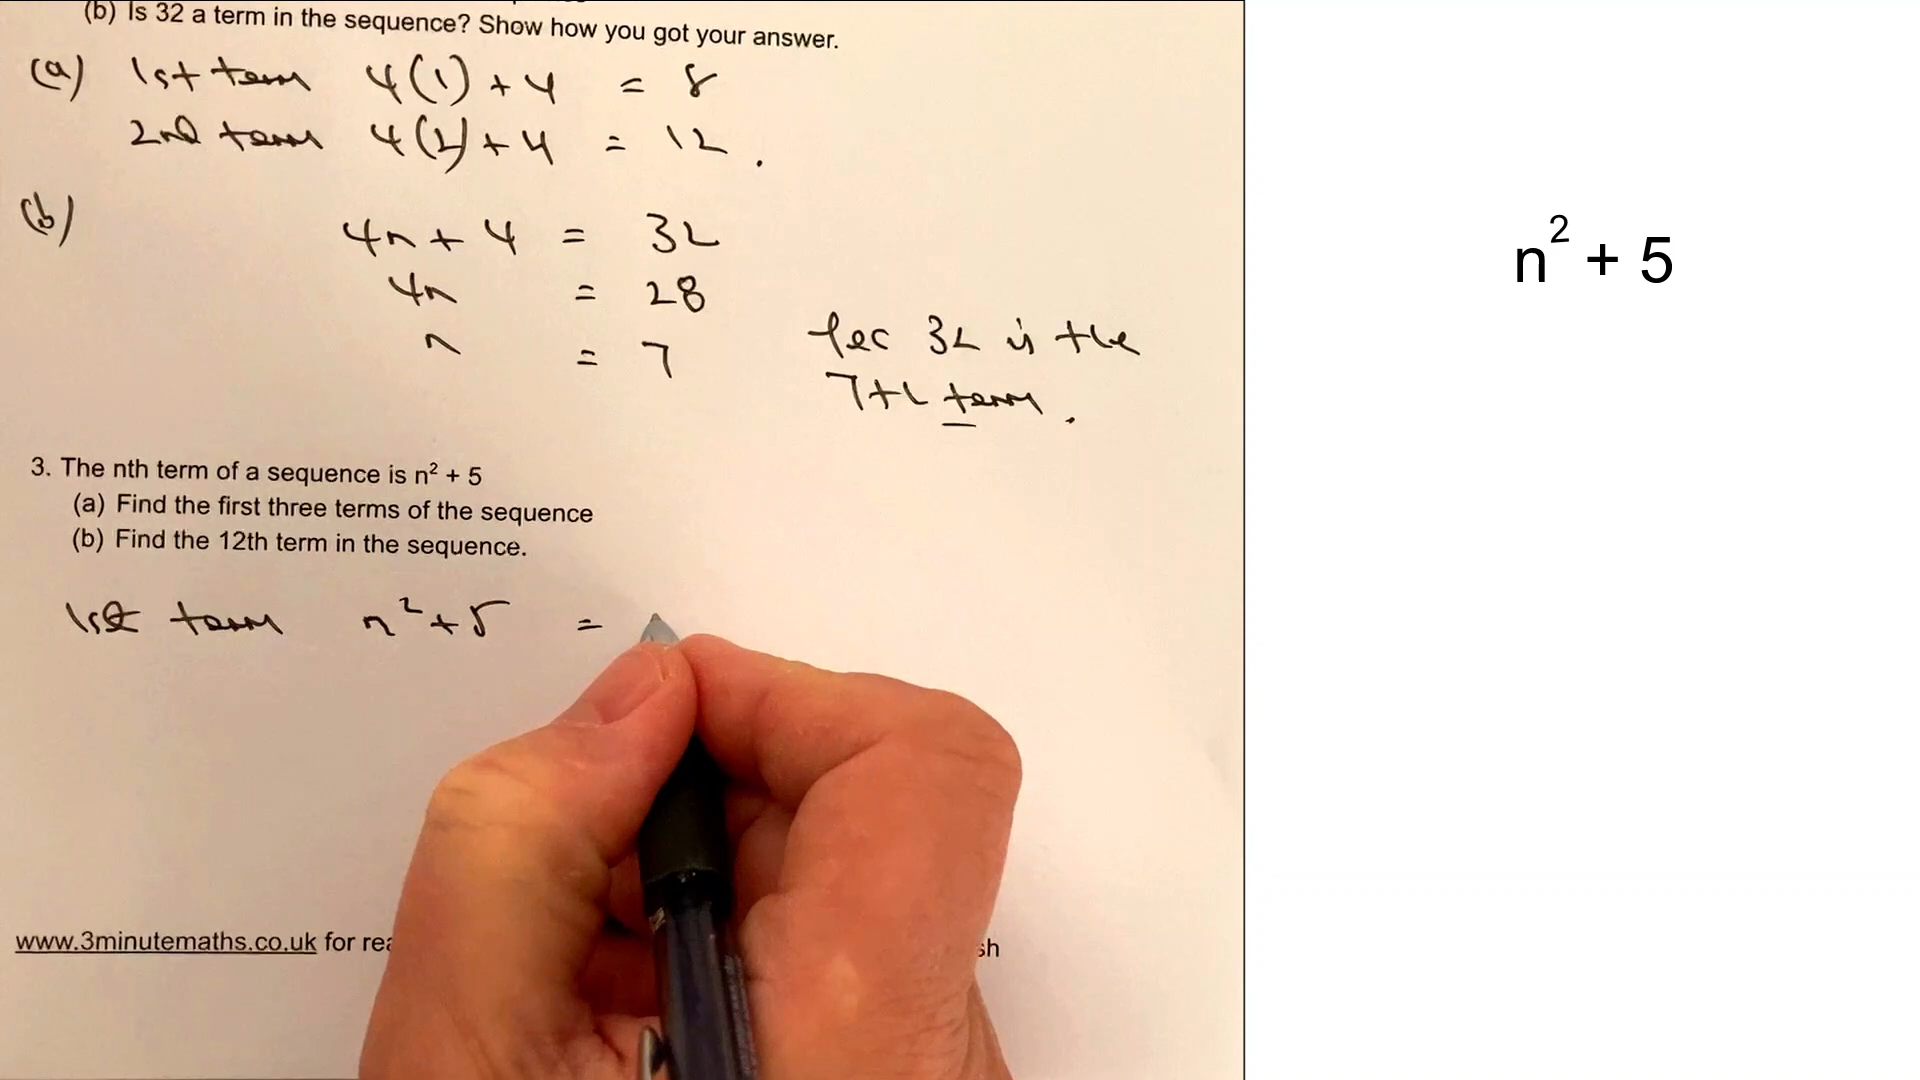 (b) Is 32 a term in the sequence? Show how you got your answer.
(a) 1st term 4(1) + 4 = 8
2nd term 4(2) + 4 = 12.
(b)
4n + 4 = 32
4n = 28
n = 7
Yes 32 is the
7th term.
3. The nth term of a sequence is n² + 5
(a) Find the first three terms of the sequence
(b) Find the 12th term in the sequence.
1st term n² + 5 =
www.3minutemaths.co.uk for
n² + 5